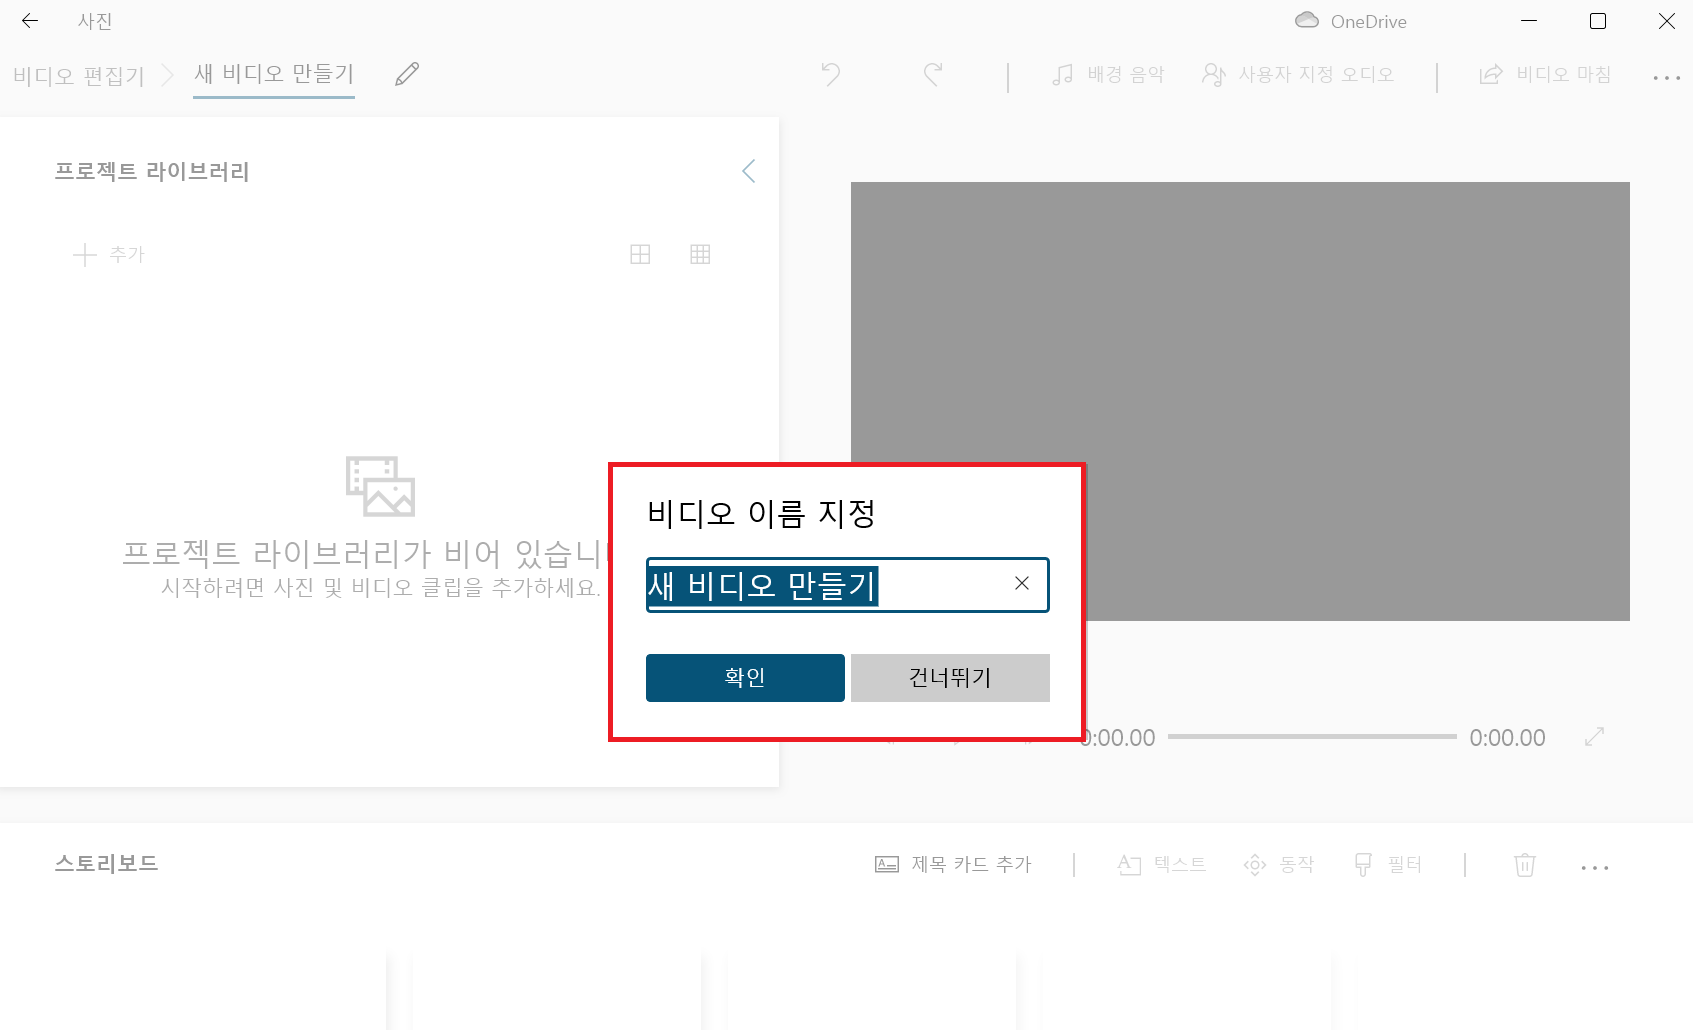 사진
OneDrive
비디오 편집기
새 비디오 만들기
배경 음악
사용자 지정 오디오
비디오 마침
프로젝트 라이브러리
추가
프로젝트 라이브러리가 비어 있습니
시작하려면 사진 및 비디오 클립을 추가하세요.
비디오 이름 지정
새 비디오 만들기
확인
건너뛰기
0:00.00
0:00.00
스토리보드
제목 카드 추가
텍스트
동작
필터